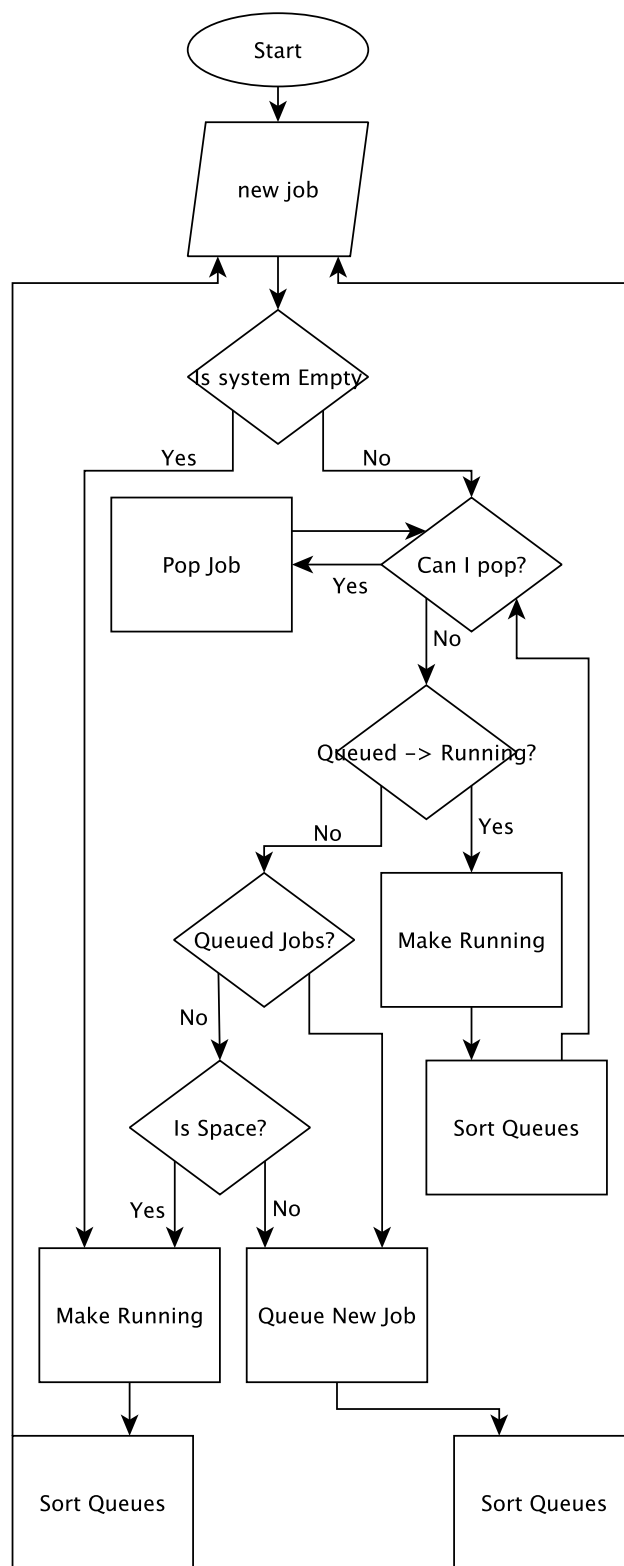 Start
new job
Is system Empty
Yes
No
Pop Job
Can I pop?
Yes
No
Queued -> Running?
No
Yes
Queued Jobs?
Make Running
No
Is Space?
Sort Queues
Yes
No
Make Running
Queue New Job
Sort Queues
Sort Queues